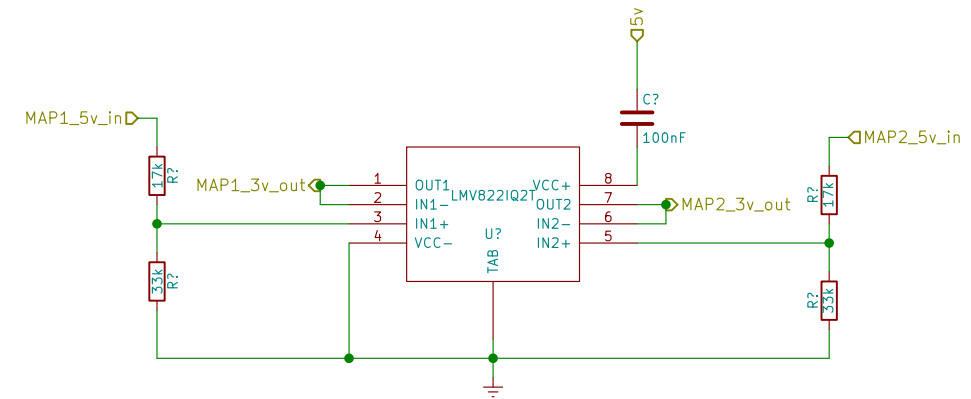 5v
C?
100nF
MAP1_5v_in
MAP2_5v_in
17k
R?
MAP1_3v_out
1
2
3
4
OUT1
IN1-
IN1+
VCC-
LMV822IQ2T
U?
TAB
VCC+
OUT2
IN2-
IN2+
8
7
6
5
MAP2_3v_out
R?
17k
33k
R?
R?
33k